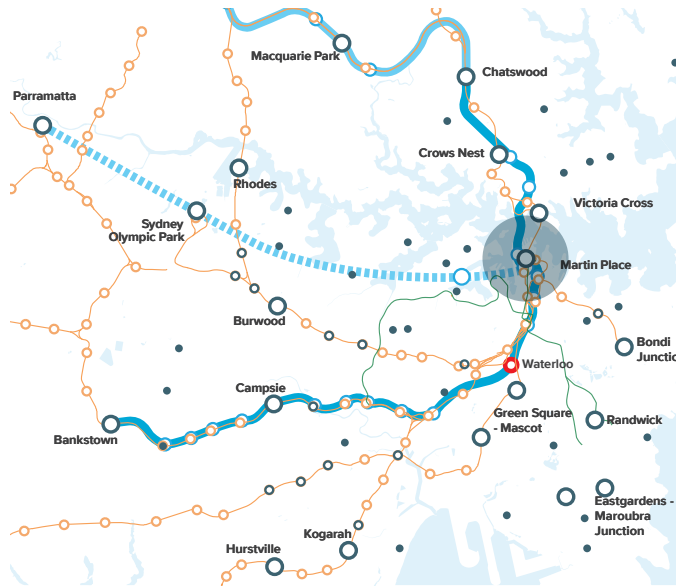 Macquarie Park
Chatswood
Parramatta
Crows Nest
Rhodes
Victoria Cross
Sydney
Olympic Park
Martin Place
Burwood
Bondi
Junctio
Waterloo
Campsie
Green Square
- Mascot
Randwick
Bankstown
Eastgardens -
Maroubra
Junction
Kogarah
Hurstville